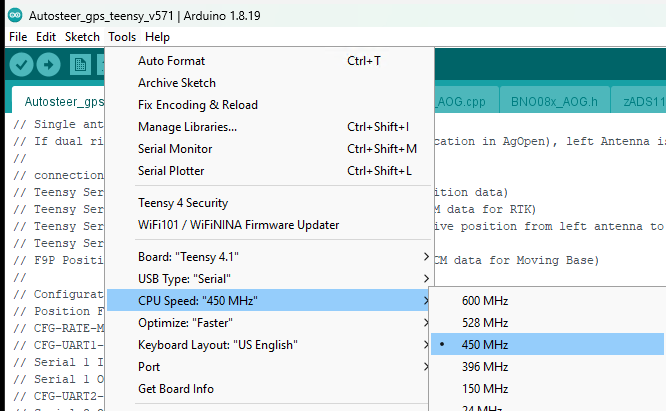 Autosteer_gps_teensy_v571 | Arduino 1.8.19
File Edit Sketch Tools Help
Auto Format Ctrl+T
Archive Sketch
Fix Encoding & Reload
Manage Libraries... Ctrl+Shift+I
Serial Monitor Ctrl+Shift+M
Serial Plotter Ctrl+Shift+L
Teensy 4 Security
WiFi101 / WiFiNINA Firmware Updater
Board: "Teensy 4.1"
USB Type: "Serial"
CPU Speed: "450 MHz"
Optimize: "Faster"
Keyboard Layout: "US English"
Port
Get Board Info
600 MHz
528 MHz
450 MHz
396 MHz
150 MHz
24 MHz
Autosteer_gps _AOG.cpp BNO08x_AOG.h zADS11
// Single ant
// If dual ri cation in AgOpen), left Antenna is
//
// connection
// Teensy Ser ition data)
// Teensy Ser M data for RTK)
// Teensy Ser ive position from left antenna to
// Teensy Ser
// F9P Positi CM data for Moving Base)
//
// Configurat
// Position F
// CFG-RATE-M
// CFG-UART1-
// Serial 1 I
// Serial 1 O
// CFG-UART2-